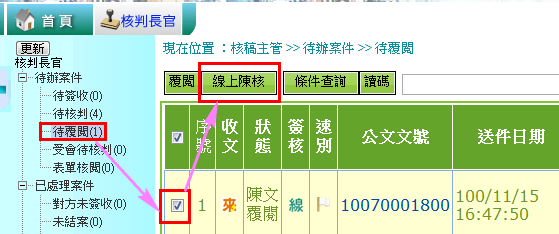 首頁
核判長官
更新
核判長官
待辦案件
待簽收(0)
待核判(4)
待覆閱(1)
受會待核判(0)
表單核閱(0)
已處理案件
對方未簽收(0)
未結案(0)
現在位置 ：核稿主管 >> 待辦案件 >> 待覆閱
覆閱 線上陳核 條件查詢 讀碼
序號 收文 狀態 簽核 速別 公文文號 送件日期
1 來 陳文覆閱 線 10070001800 100/11/15 16:47:50